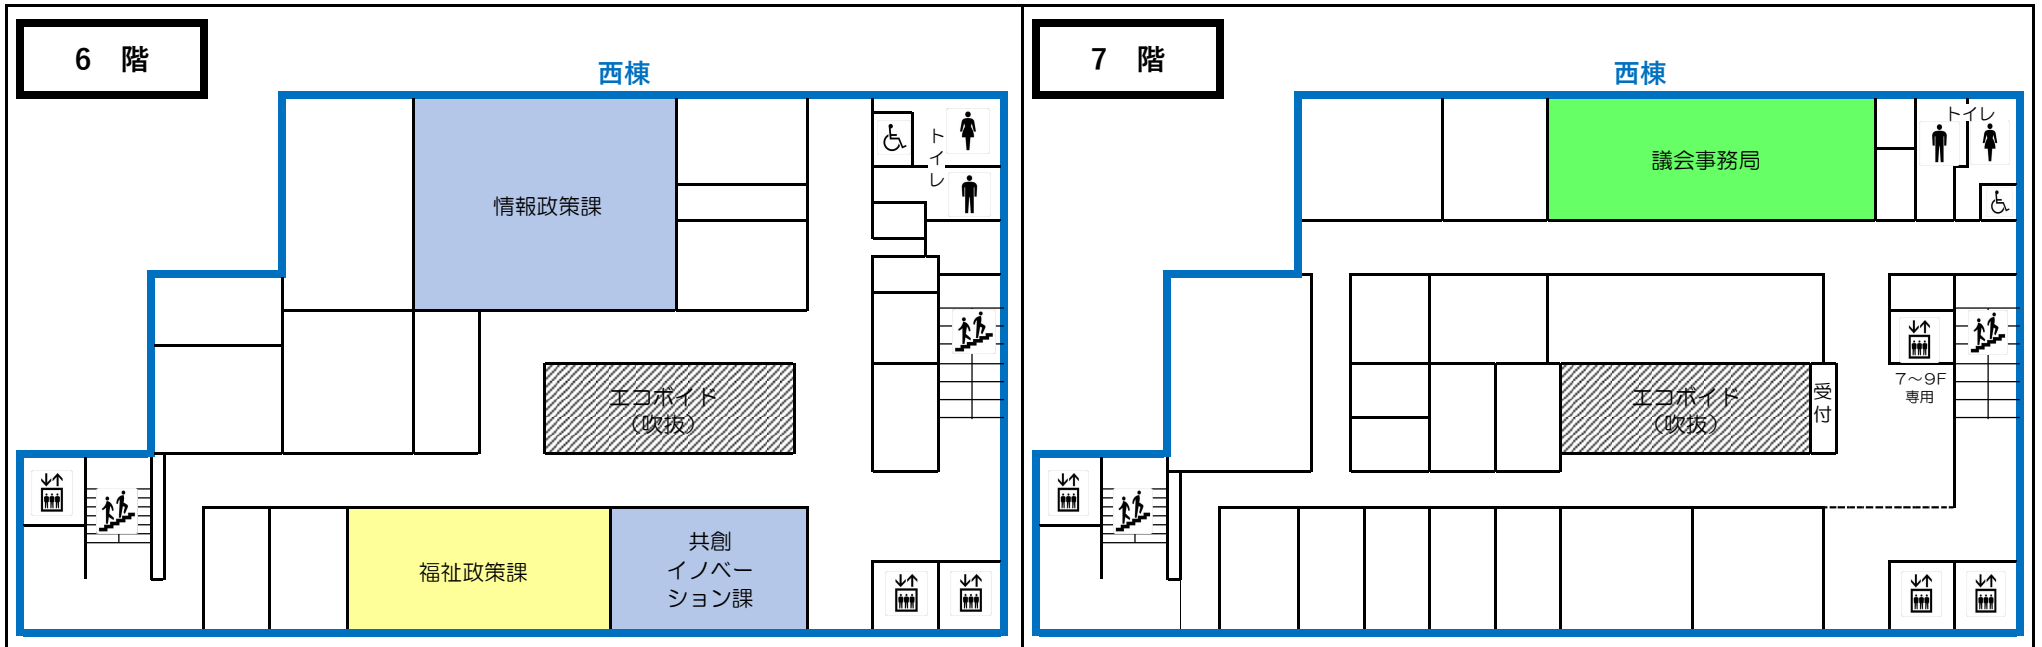 6 階
西棟
ト
イ
レ
情報政策課
エコボイド
(吹抜)
福祉政策課
共創
イノベー
ション課
7 階
西棟
トイレ
議会事務局
エコボイド
(吹抜)
受
付
7～9F
専用